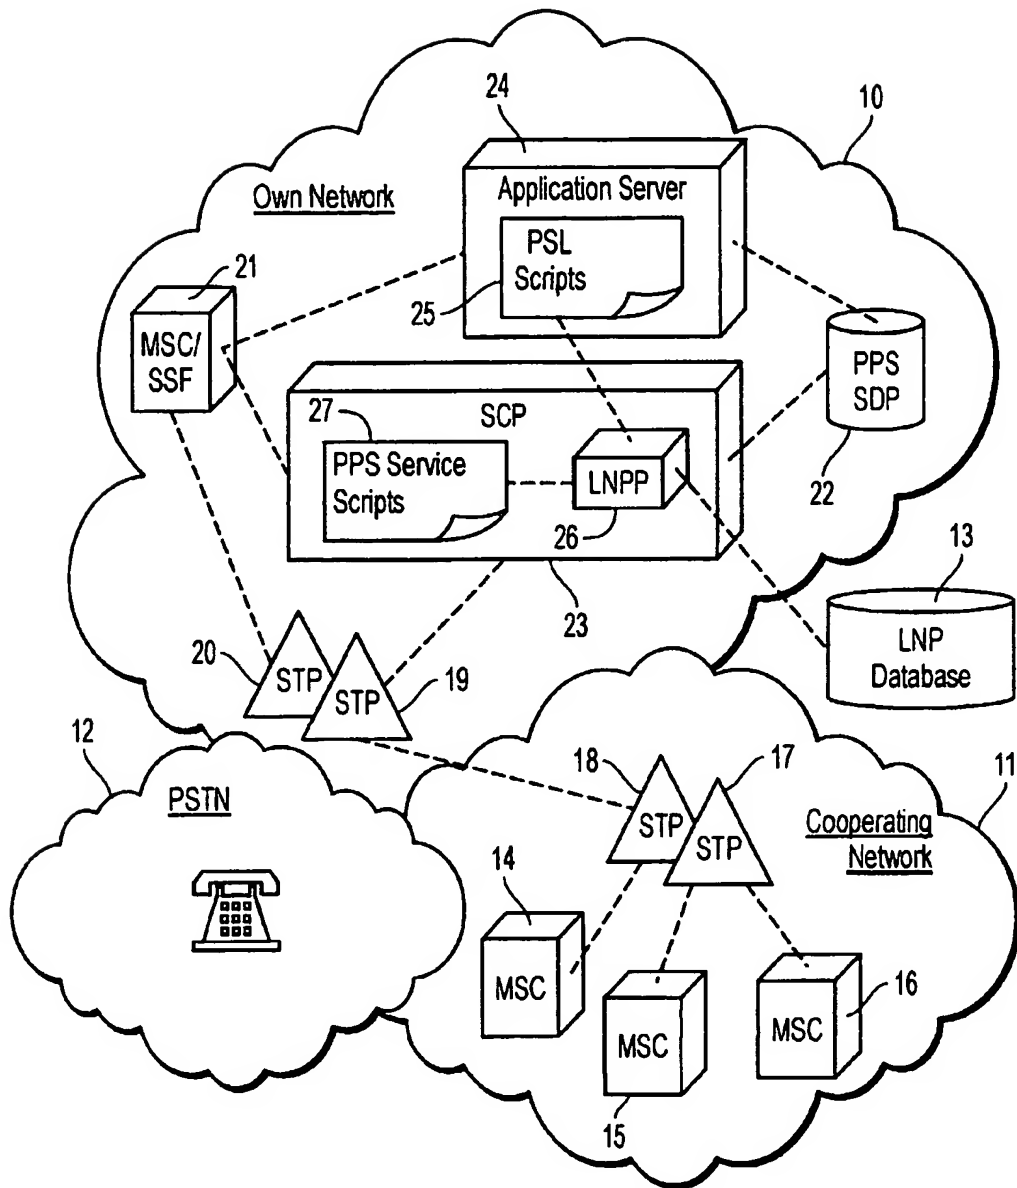 24
10
Own Network
Application Server
PSL
Scripts
25
21
MSC/
SSF
PPS
SDP
22
27
SCP
PPS Service
Scripts
LNPP
26
23
13
LNP
Database
20
STP
STP
19
12
PSTN
18
17
STP
STP
11
Cooperating
Network
14
MSC
MSC
15
MSC
16